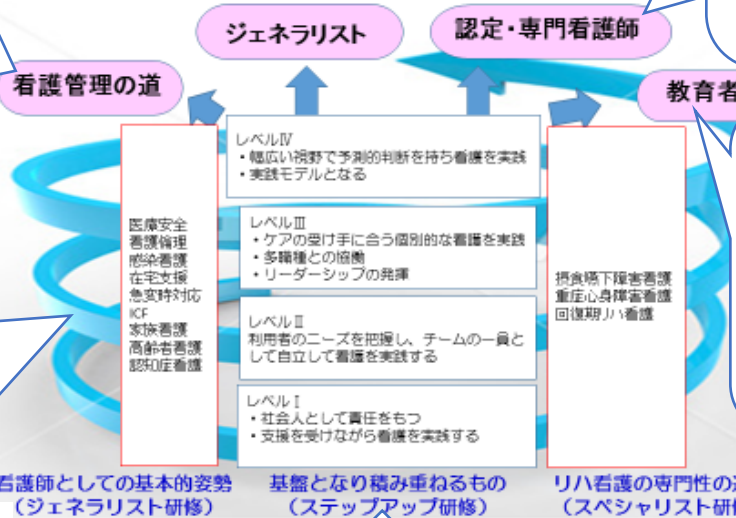 ジェネラリスト
認定・専門看護師
看護管理の道
教育者
レベルⅣ
・幅広い視野で予測的判断を持ち看護を実践
・実践モデルとなる
レベルⅢ
・ケアの受け手に合う個別的な看護を実践
・多職種との協働
・リーダーシップの発揮
レベルⅡ
利用者のニーズを把握し、チームの一員と
して自立して看護を実践する
レベルⅠ
・社会人として責任をもつ
・支援を受けながら看護を実践する
医療安全
看護倫理
感染看護
在宅支援
急変時対応
ICF
家族看護
高齢者看護
認知症看護
摂食嚥下障害看護
重症心身障害看護
回復期リハ看護
看護師としての基本的姿勢
（ジェネラリスト研修）
基盤となり積み重ねるもの
（ステップアップ研修）
リハ看護の専門性の
（スペシャリスト研